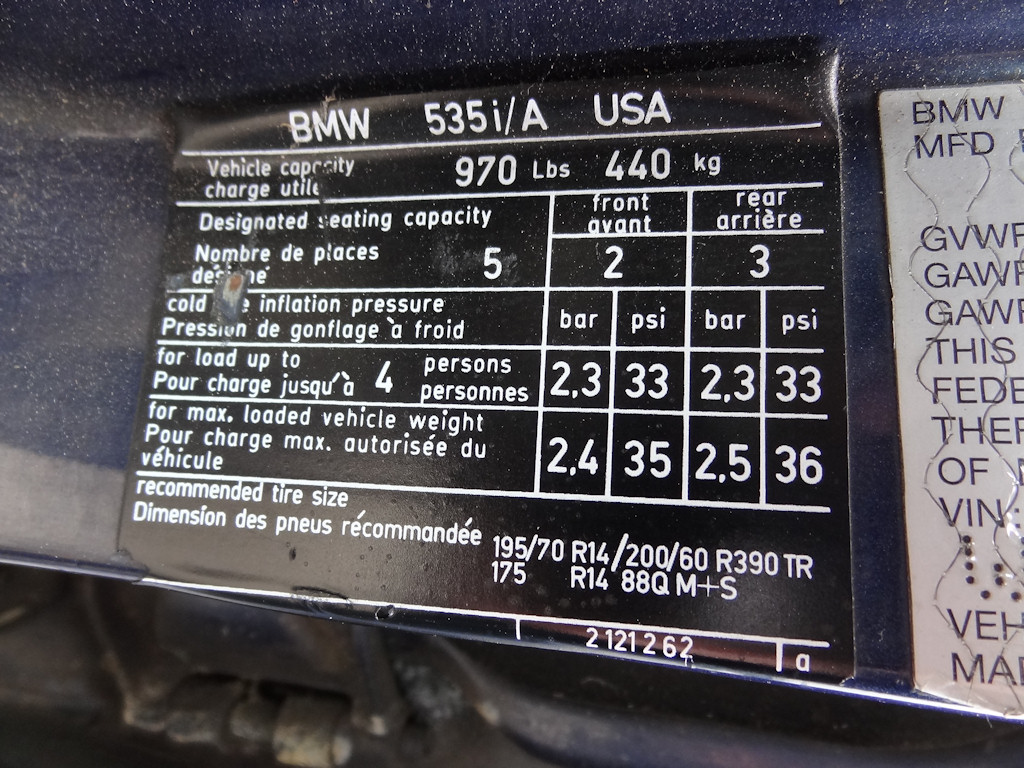 BMW 535i/A USA
Vehicle capacity 970 Lbs 440 kg
charge utile
Designated seating capacity front rear
avant arrière
Nombre de places 5 2 3
cold inflation pressure
Pression de gonflage à froid bar psi bar psi
for load up to 4 persons
Pour charge jusqu'à personnes 2,3 33 2,3 33
for max. loaded vehicle weight
Pour charge max. autorisée du 2,4 35 2,5 36
véhicule
recommended tire size
Dimension des pneus récommandée
195/70 R14/200/60 R390 TR
175 R14 88Q M+S
2 121 2 62 a
BMW
MFD
GVWR
GAWR
GAWR
THIS
FEDE
THER
OF
VIN:
VEH
MAN